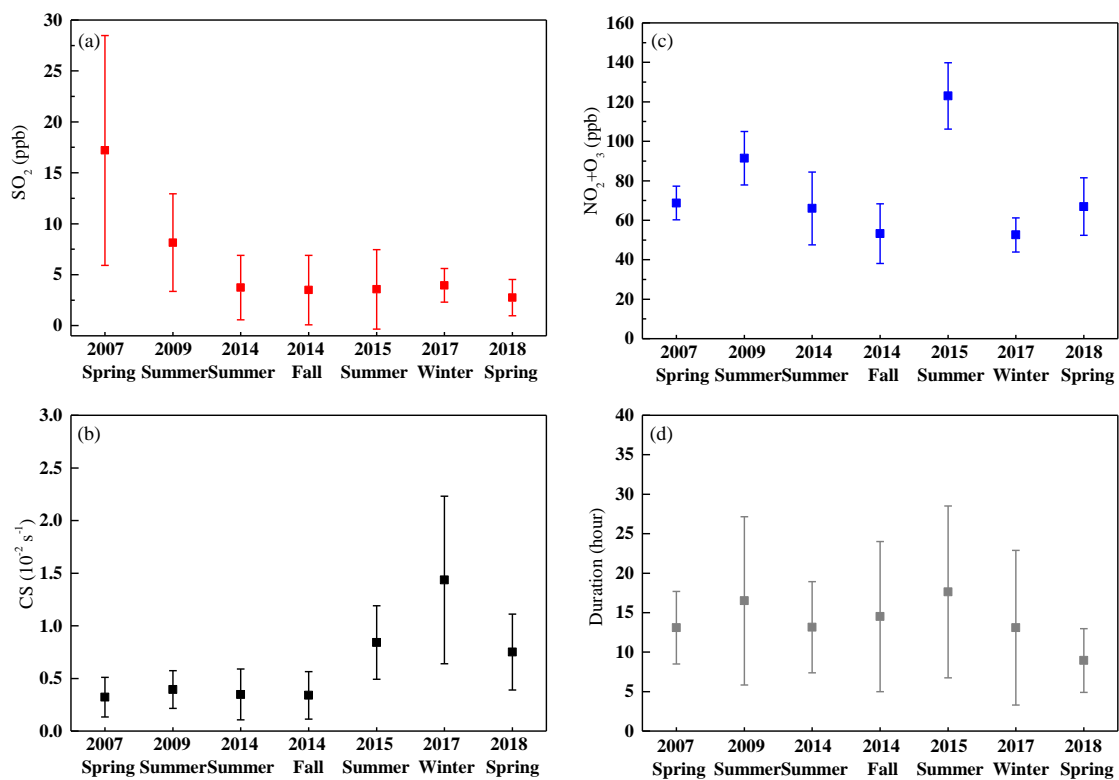 (a)
SO2 (ppb)
30
25
20
15
10
5
0
2007 2009 2014 2014 2015 2017 2018
Spring Summer Summer Fall Summer Winter Spring
(c)
NO2+O3 (ppb)
160
140
120
100
80
60
40
20
0
2007 2009 2014 2014 2015 2017 2018
Spring Summer Summer Fall Summer Winter Spring
(b)
CS (10-2 s-1)
3.0
2.5
2.0
1.5
1.0
0.5
0.0
2007 2009 2014 2014 2015 2017 2018
Spring Summer Summer Fall Summer Winter Spring
(d)
Duration (hour)
40
35
30
25
20
15
10
5
0
2007 2009 2014 2014 2015 2017 2018
Spring Summer Summer Fall Summer Winter Spring